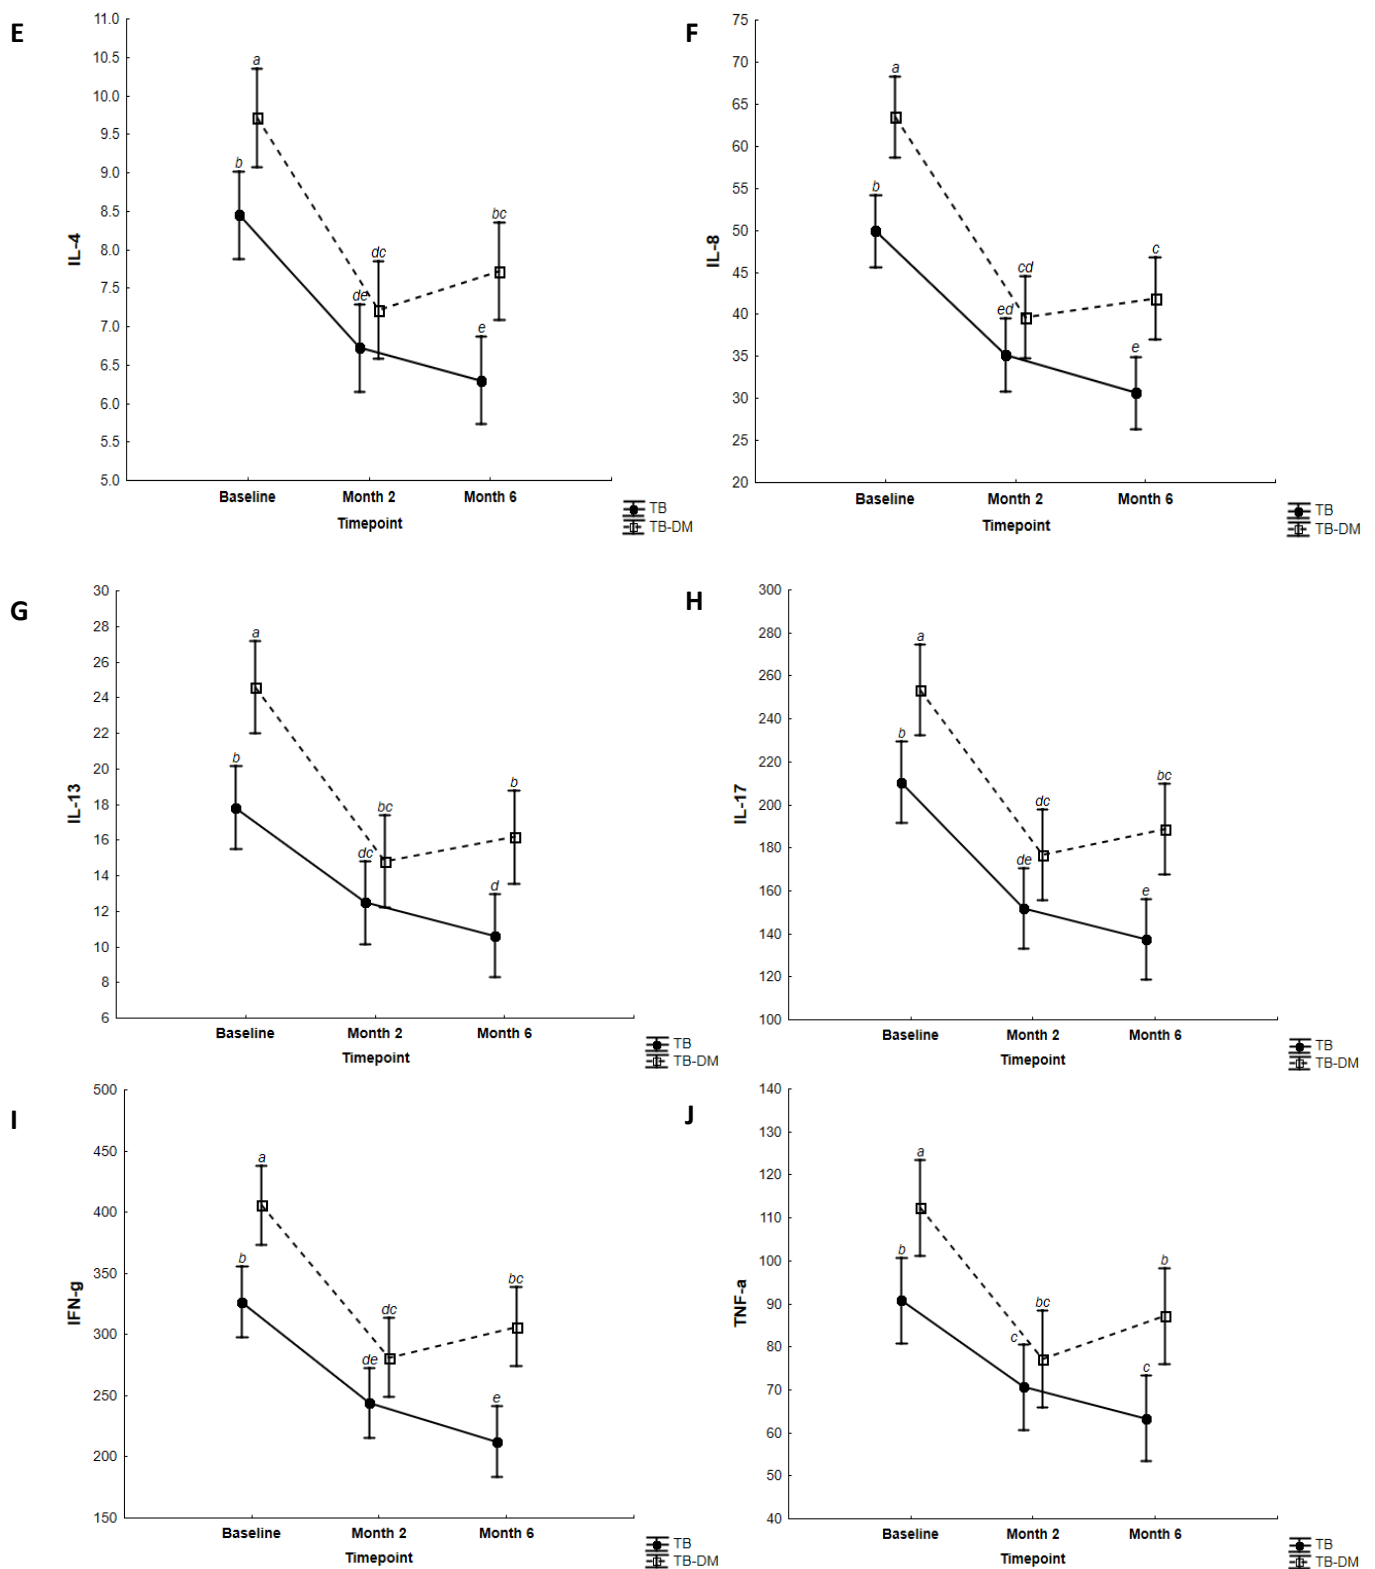 E
11.0
10.5
10.0
9.5
9.0
8.5
8.0
7.5
7.0
6.5
6.0
5.5
5.0
IL-4
a
b
dc
de
bc
e
Baseline Month 2 Month 6
Timepoint
TB
TB-DM
F
75
70
65
60
55
50
45
40
35
30
25
20
IL-8
a
b
cd
ed
c
e
Baseline Month 2 Month 6
Timepoint
TB
TB-DM
G
30
28
26
24
22
20
18
16
14
12
10
8
6
IL-13
a
b
bc
dc
b
d
Baseline Month 2 Month 6
Timepoint
TB
TB-DM
H
300
280
260
240
220
200
180
160
140
120
100
IL-17
a
b
dc
de
bc
e
Baseline Month 2 Month 6
Timepoint
TB
TB-DM
I
500
450
400
350
300
250
200
150
IFN-g
a
b
dc
de
bc
e
Baseline Month 2 Month 6
Timepoint
TB
TB-DM
J
140
130
120
110
100
90
80
70
60
50
40
TNF-a
a
b
bc
c
b
c
Baseline Month 2 Month 6
Timepoint
TB
TB-DM